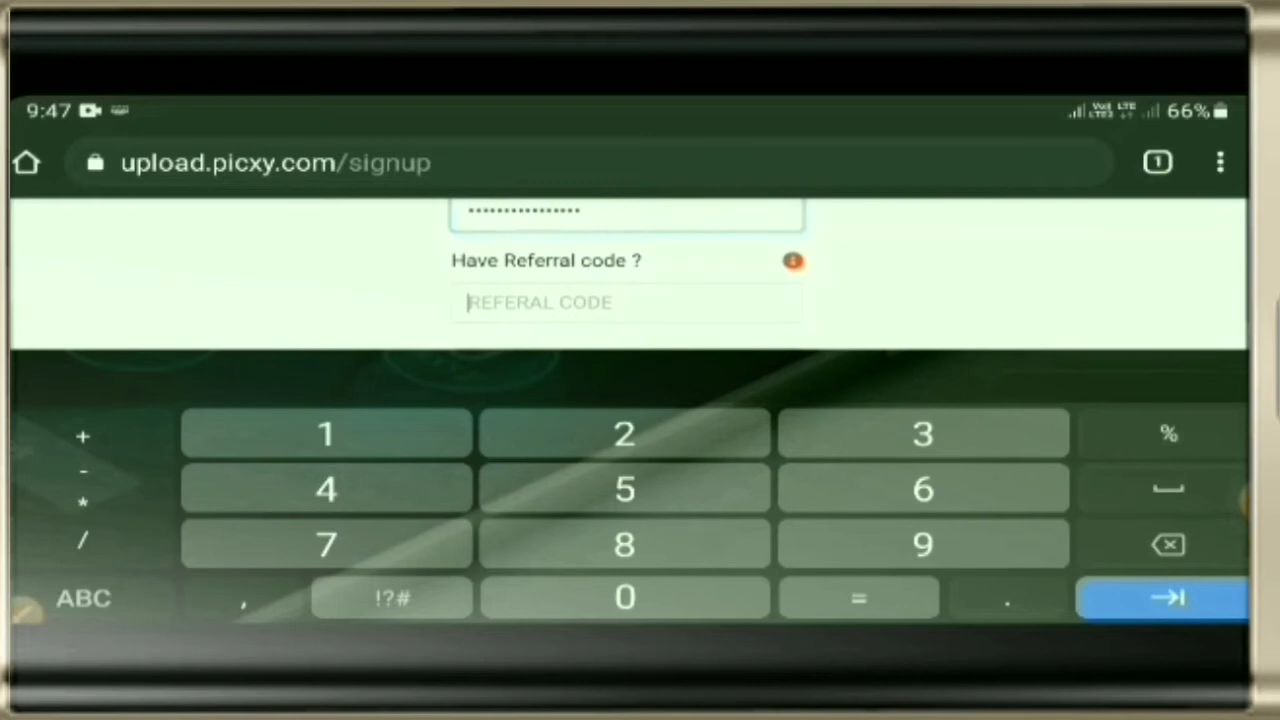 9:47 66%
1
upload.picxy.com/signup
••••••••••••••••
Have Referral code ?
REFERAL CODE
+ 1 2 3 %
-
4 5 6
*
/ 7 8 9
ABC , !?# 0 = .